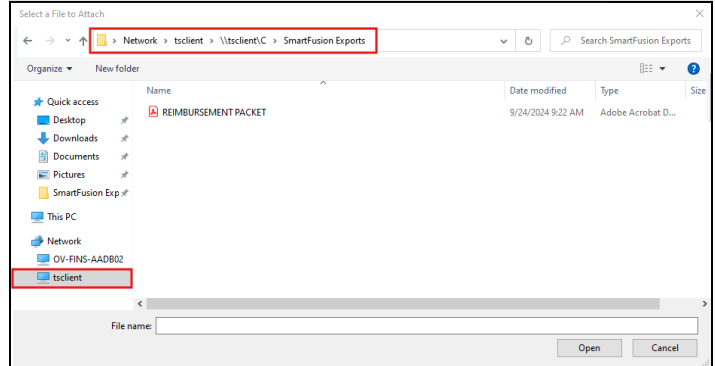 Select a File to Attach
Network > tsclient > \\tsclient\C > SmartFusion Exports
Search SmartFusion Exports
Organize
New folder
Name
Date modified
Type
Size
Quick access
Desktop
Downloads
Documents
Pictures
SmartFusion Exp
This PC
Network
OV-FINS-AADB02
tsclient
REIMBURSEMENT PACKET
9/24/2024 9:22 AM
Adobe Acrobat D...
File name:
Open
Cancel